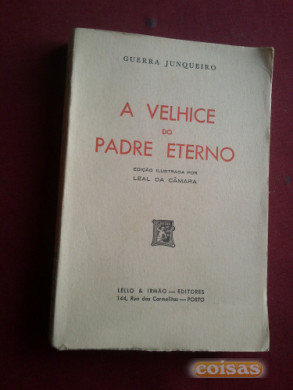 GUERRA JUNQUEIRO
A VELHICE
DO
PADRE ETERNO
EDIÇÃO ILUSTRADA POR
LEAL DA CÂMARA
LELLO & IRMÃO — EDITORES
144, Rua das Carmelitas — PORTO
coisas